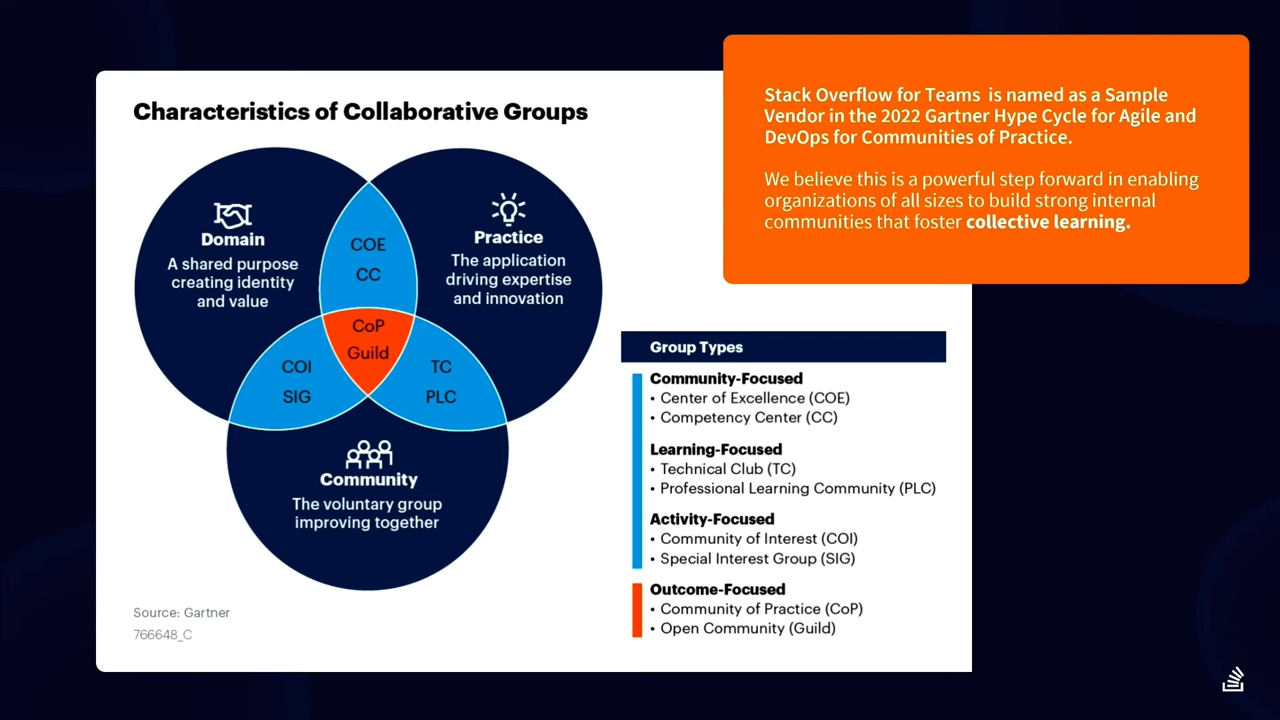 Stack Overflow for Teams is named as a Sample
Vendor in the 2022 Gartner Hype Cycle for Agile and
DevOps for Communities of Practice.
We believe this is a powerful step forward in enabling
organizations of all sizes to build strong internal
communities that foster collective learning.
Characteristics of Collaborative Groups
Domain
A shared purpose
creating identity
and value
COE
CC
Practice
The application
driving expertise
and innovation
CoP
Guild
COI
SIG
TC
PLC
Community
The voluntary group
improving together
Group Types
Community-Focused
• Center of Excellence (COE)
• Competency Center (CC)
Learning-Focused
• Technical Club (TC)
• Professional Learning Community (PLC)
Activity-Focused
• Community of Interest (COI)
• Special Interest Group (SIG)
Outcome-Focused
• Community of Practice (CoP)
• Open Community (Guild)
Source: Gartner
766648_C